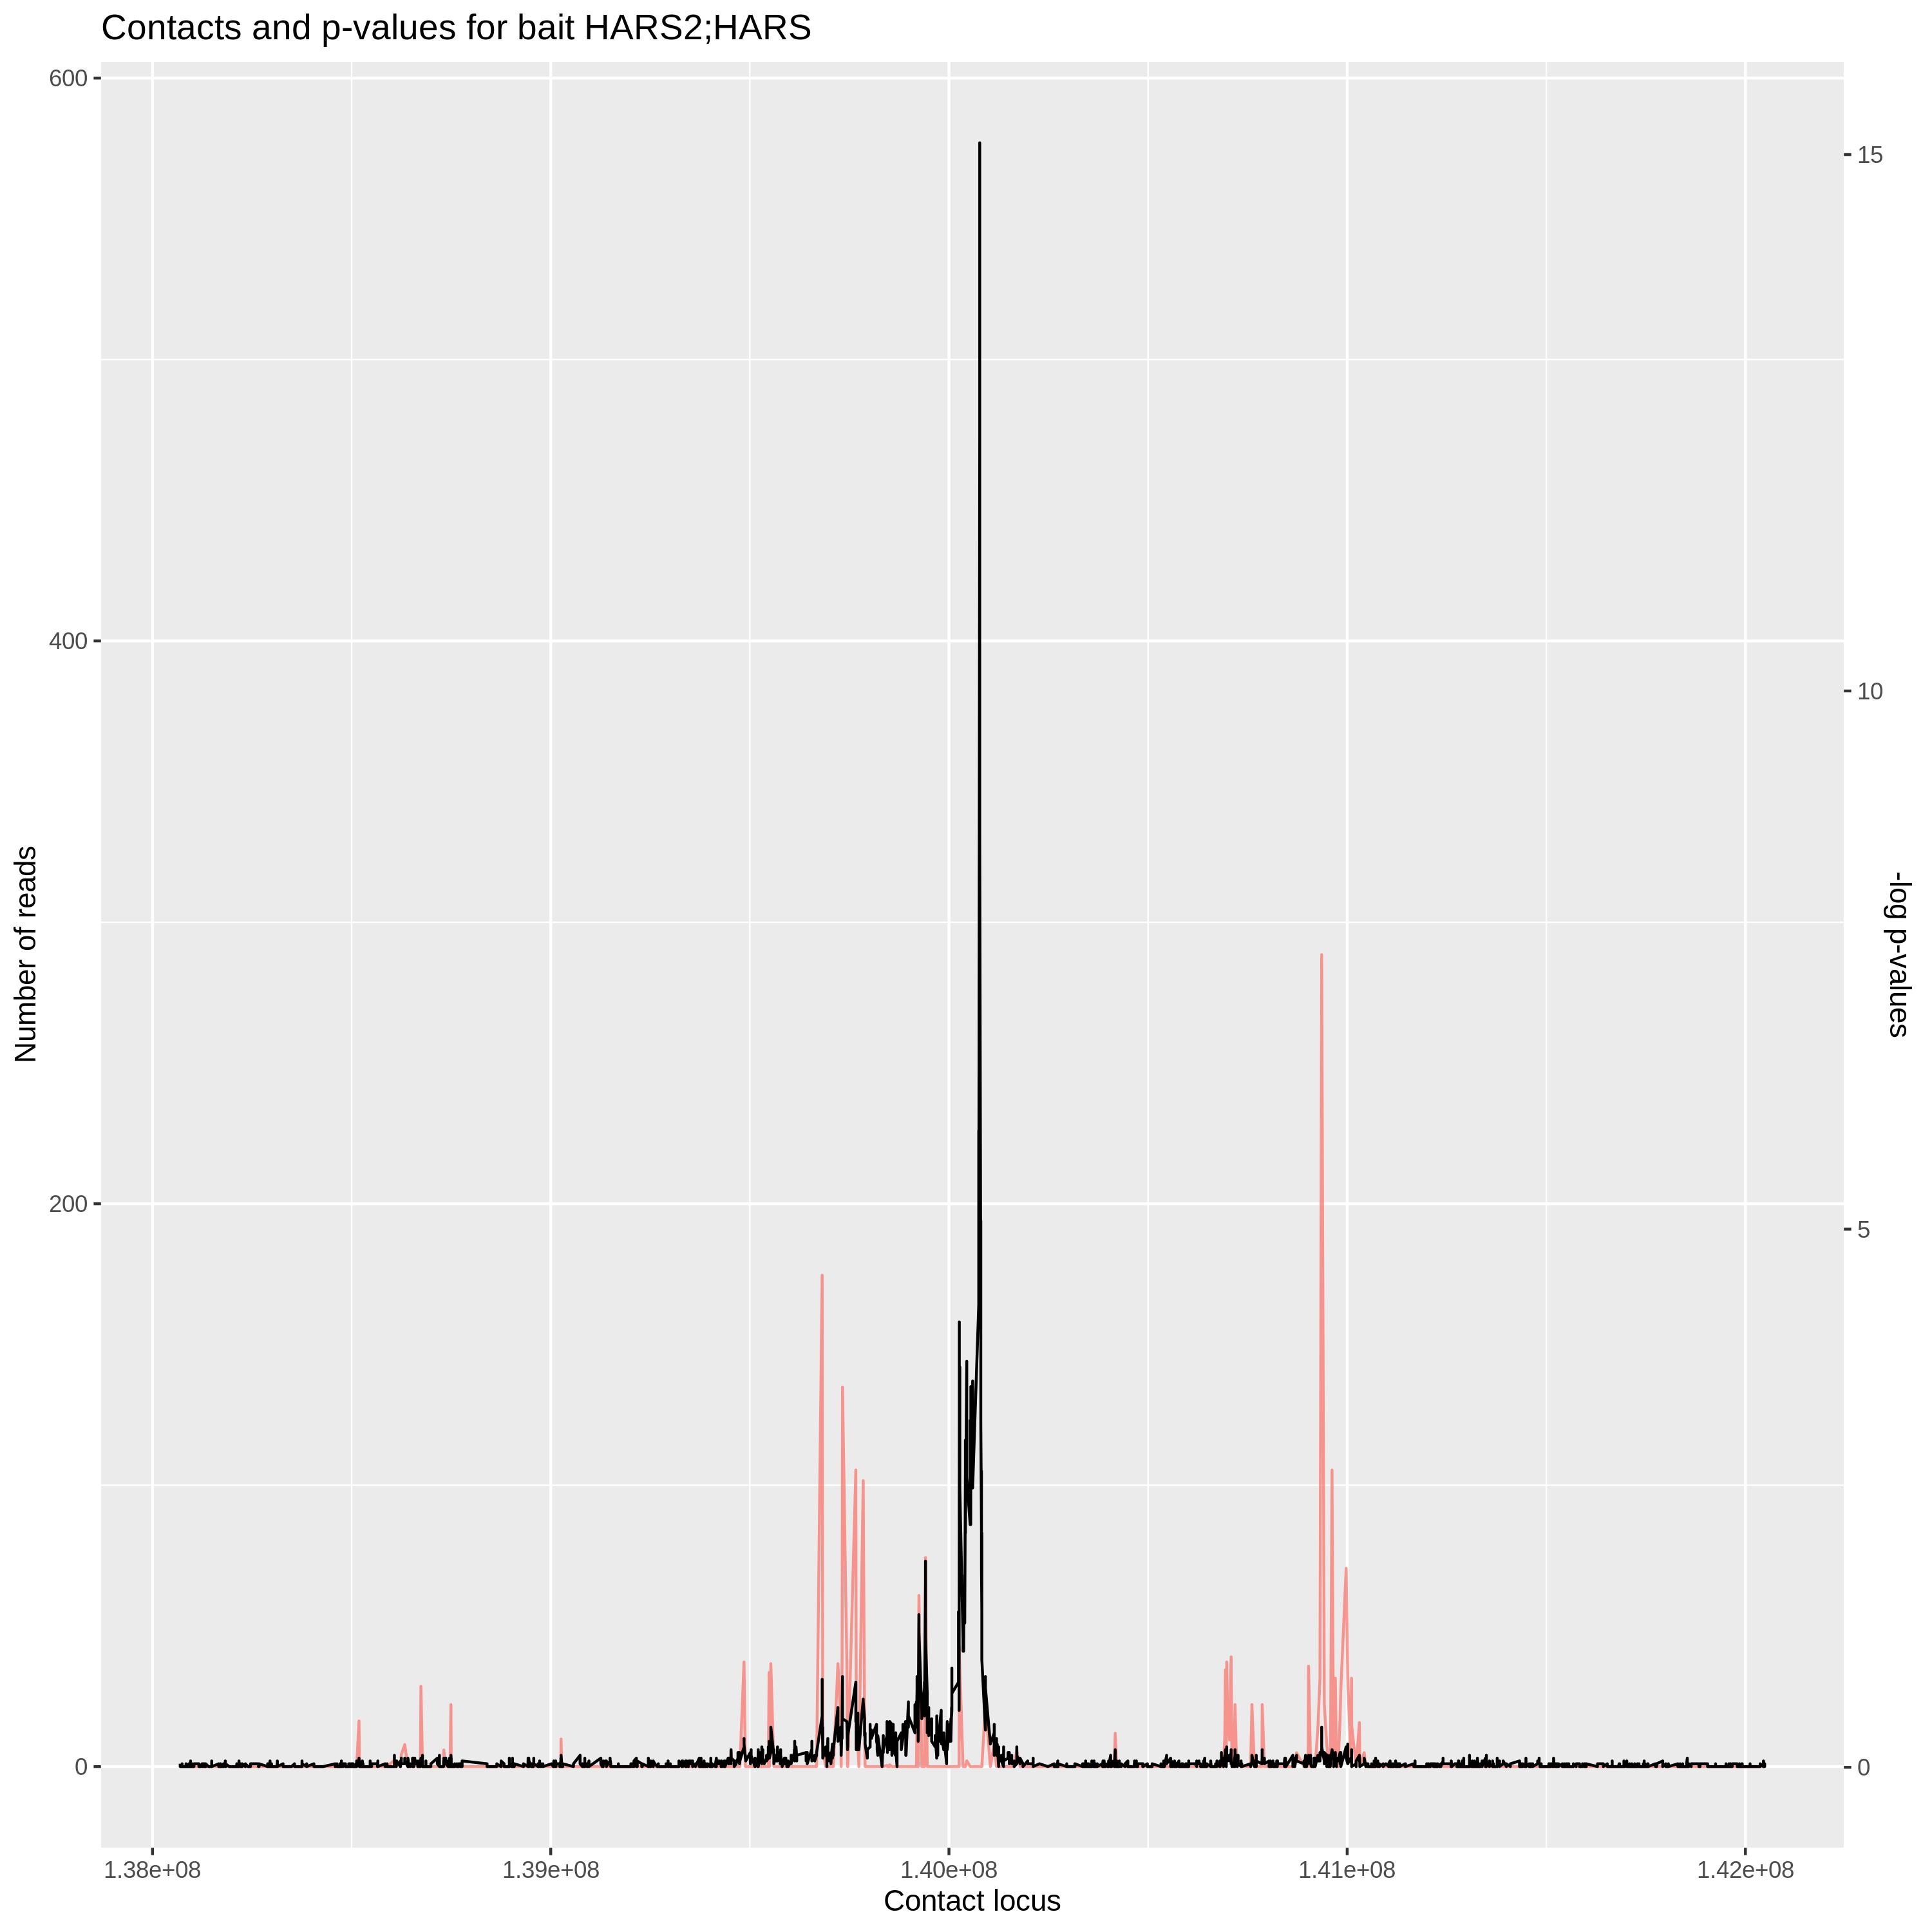 Contacts and p-values for bait HARS2;HARS
600
400
200
0
Number of reads
15
10
5
0
-log p-values
1.38e+08
1.39e+08
1.40e+08
1.41e+08
1.42e+08
Contact locus